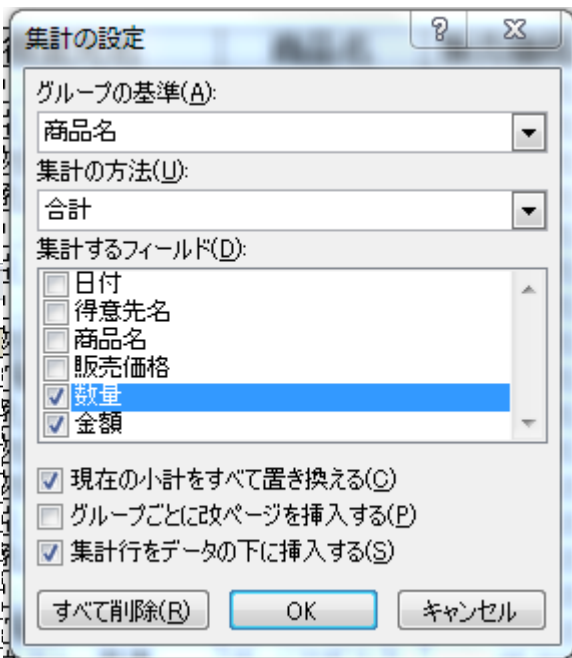 集計の設定
グループの基準(A):
商品名
集計の方法(U):
合計
集計するフィールド(D):
日付
得意先名
商品名
販売価格
数量
金額
現在の小計をすべて置き換える(C)
グループごとに改ページを挿入する(P)
集計行をデータの下に挿入する(S)
すべて削除(R) OK キャンセル